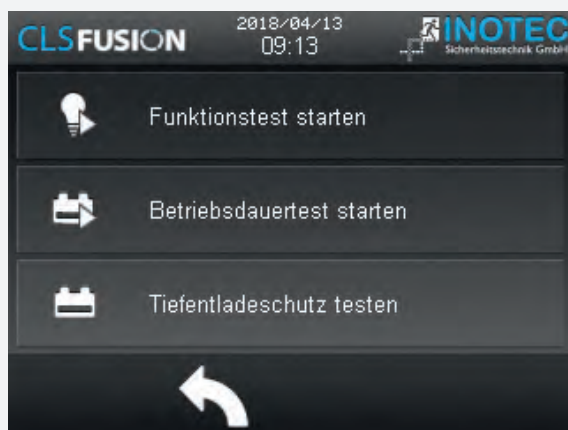 CLSFUSION
2018/04/13
09:13
INOTEC
Sicherheitstechnik GmbH
Funktionstest starten
Betriebsdauertest starten
Tiefentladeschutz testen